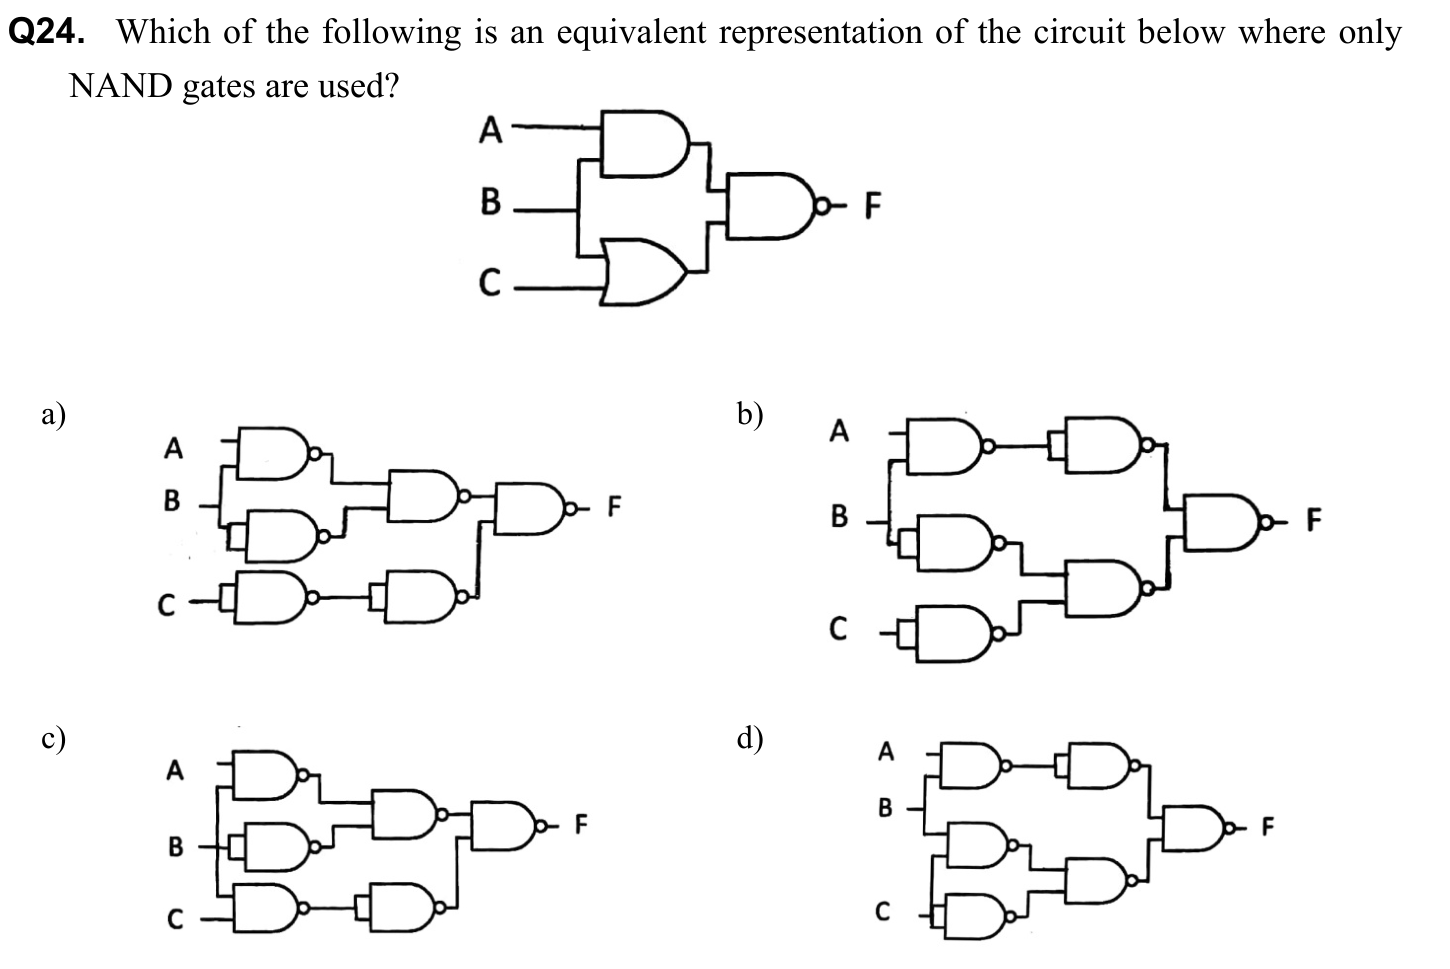 Q24. Which of the following is an equivalent representation of the circuit below where only
NAND gates are used?
A
B
F
C
a)
A
B
F
C
b)
A
B
F
C
c)
A
B
F
C
d)
A
B
F
C